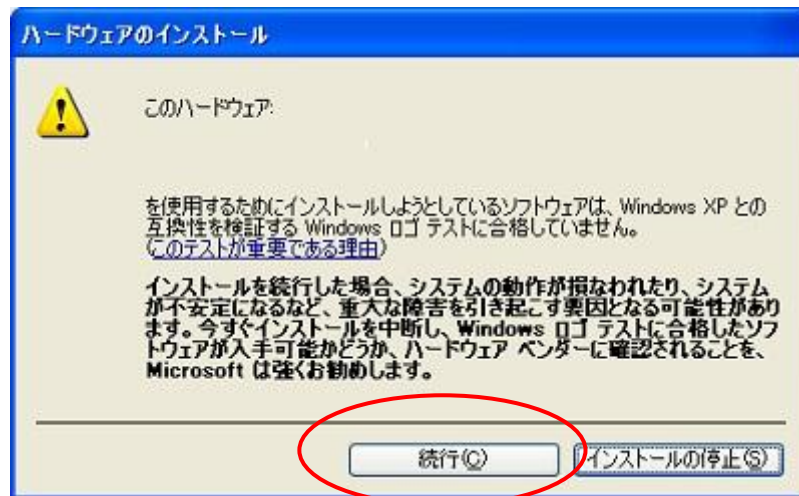 ハードウェアのインストール
このハードウェア:
を使用するためにインストールしようとしているソフトウェアは、Windows XP との
互換性を検証する Windows ロゴ テストに合格していません。
(このテストが重要である理由)
インストールを続行した場合、システムの動作が損なわれたり、システム
が不安定になるなど、重大な障害を引き起こす要因となる可能性があり
ます。今すぐインストールを中断し、Windows ロゴ テストに合格したソフ
トウェアが入手可能かどうか、ハードウェア ベンダーに確認されることを、
Microsoft は強くお勧めします。
続行(C) インストールの停止(S)